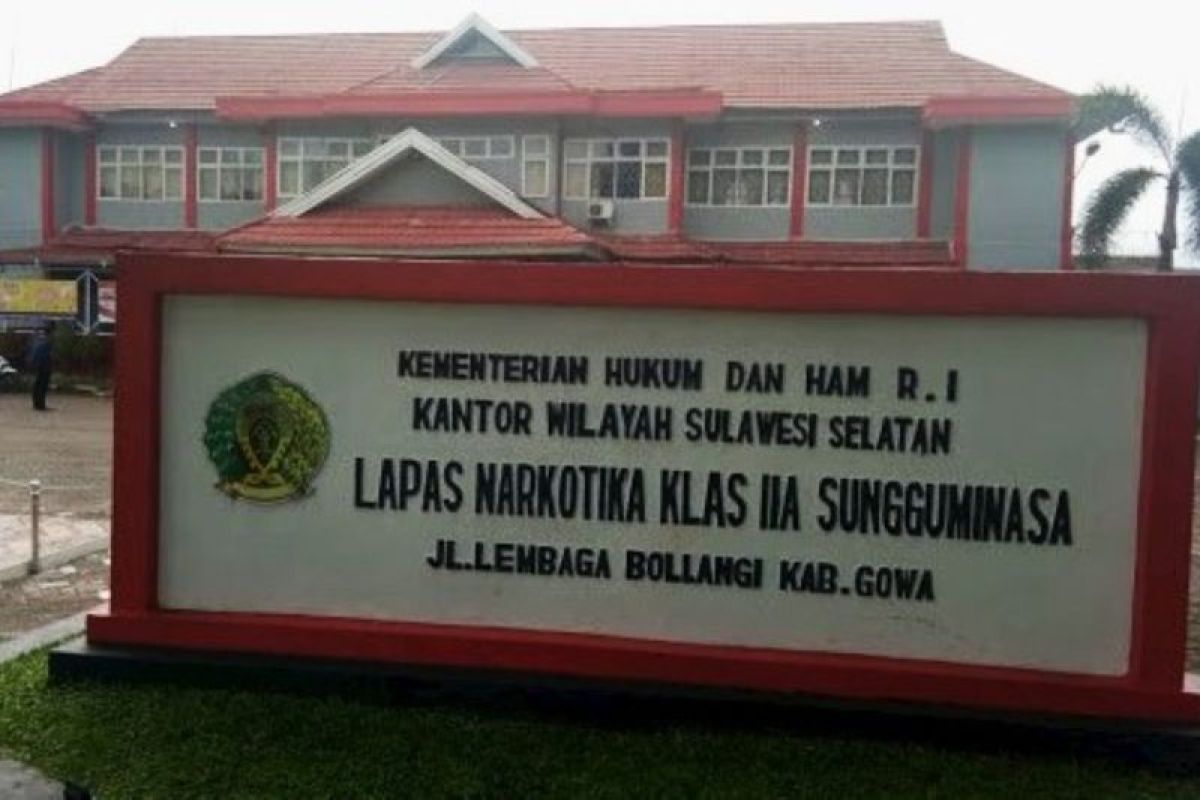 KEMENTERIAN HUKUM DAN HAM R.I
KANTOR WILAYAH SULAWESI SELATAN
LAPAS NARKOTIKA KLAS IIA SUNGGUMINASA
JL..LEMBAGA BOLLANGI KAB.GOWA